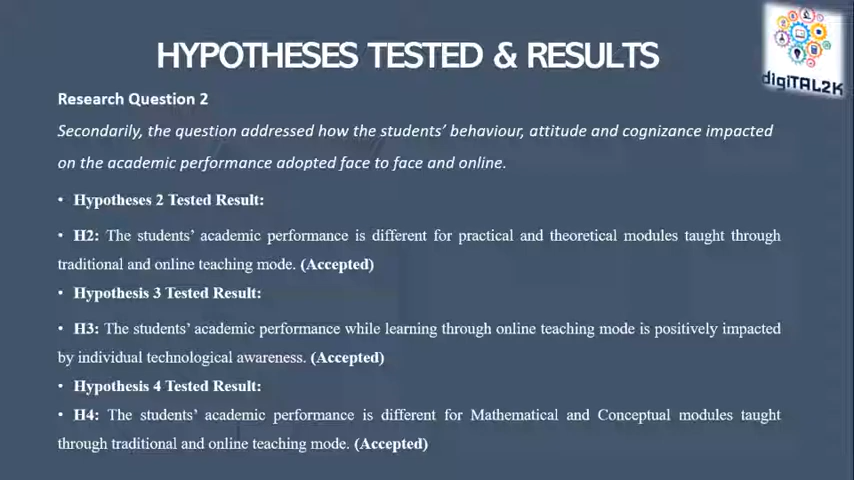 HYPOTHESES TESTED & RESULTS
digiTAL2K
Research Question 2
Secondarily, the question addressed how the students' behaviour, attitude and cognizance impacted
on the academic performance adopted face to face and online.
• Hypotheses 2 Tested Result:
• H2: The students' academic performance is different for practical and theoretical modules taught through
traditional and online teaching mode. (Accepted)
• Hypothesis 3 Tested Result:
• H3: The students' academic performance while learning through online teaching mode is positively impacted
by individual technological awareness. (Accepted)
• Hypothesis 4 Tested Result:
• H4: The students' academic performance is different for Mathematical and Conceptual modules taught
through traditional and online teaching mode. (Accepted)